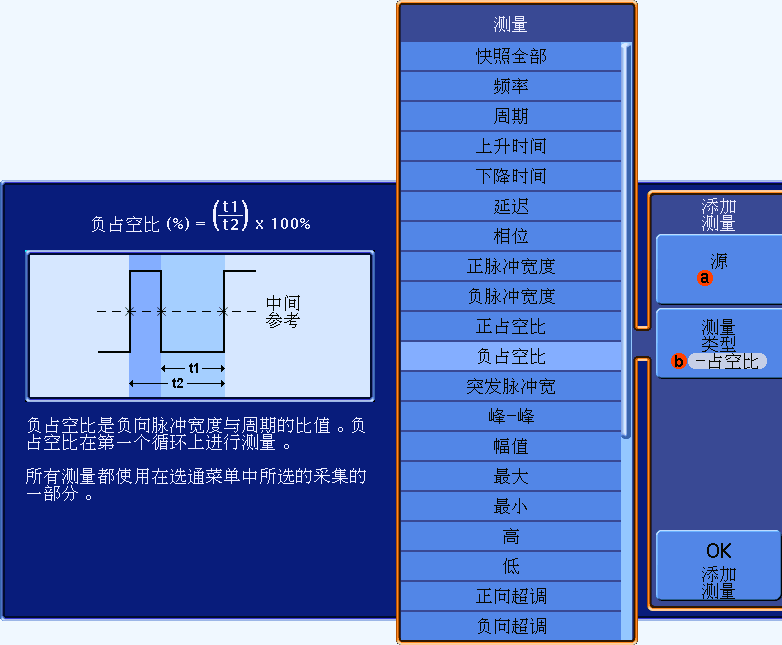 负占空比 (%) = (t1/t2) x 100%
中间
参考
t1
t2
负占空比是负向脉冲宽度与周期的比值。负
占空比在第一个循环上进行测量。
所有测量都使用在选通菜单中所选的采集的
一部分。
测量
快照全部
频率
周期
上升时间
下降时间
延迟
相位
正脉冲宽度
负脉冲宽度
正占空比
负占空比
突发脉冲宽
峰-峰
幅值
最大
最小
高
低
正向超调
负向超调
添加
测量
源
a
测量
类型
b -占空比
OK
添加
测量